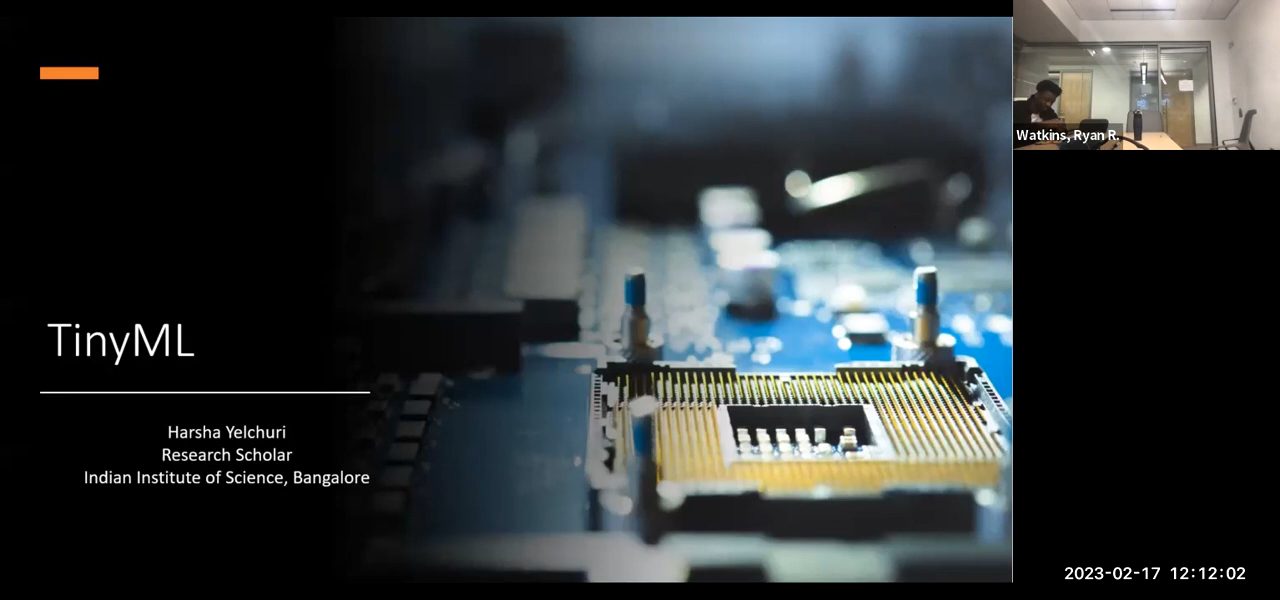 TinyML
Harsha Yelchuri
Research Scholar
Indian Institute of Science, Bangalore
Watkins, Ryan R.
2023-02-17 12:12:02